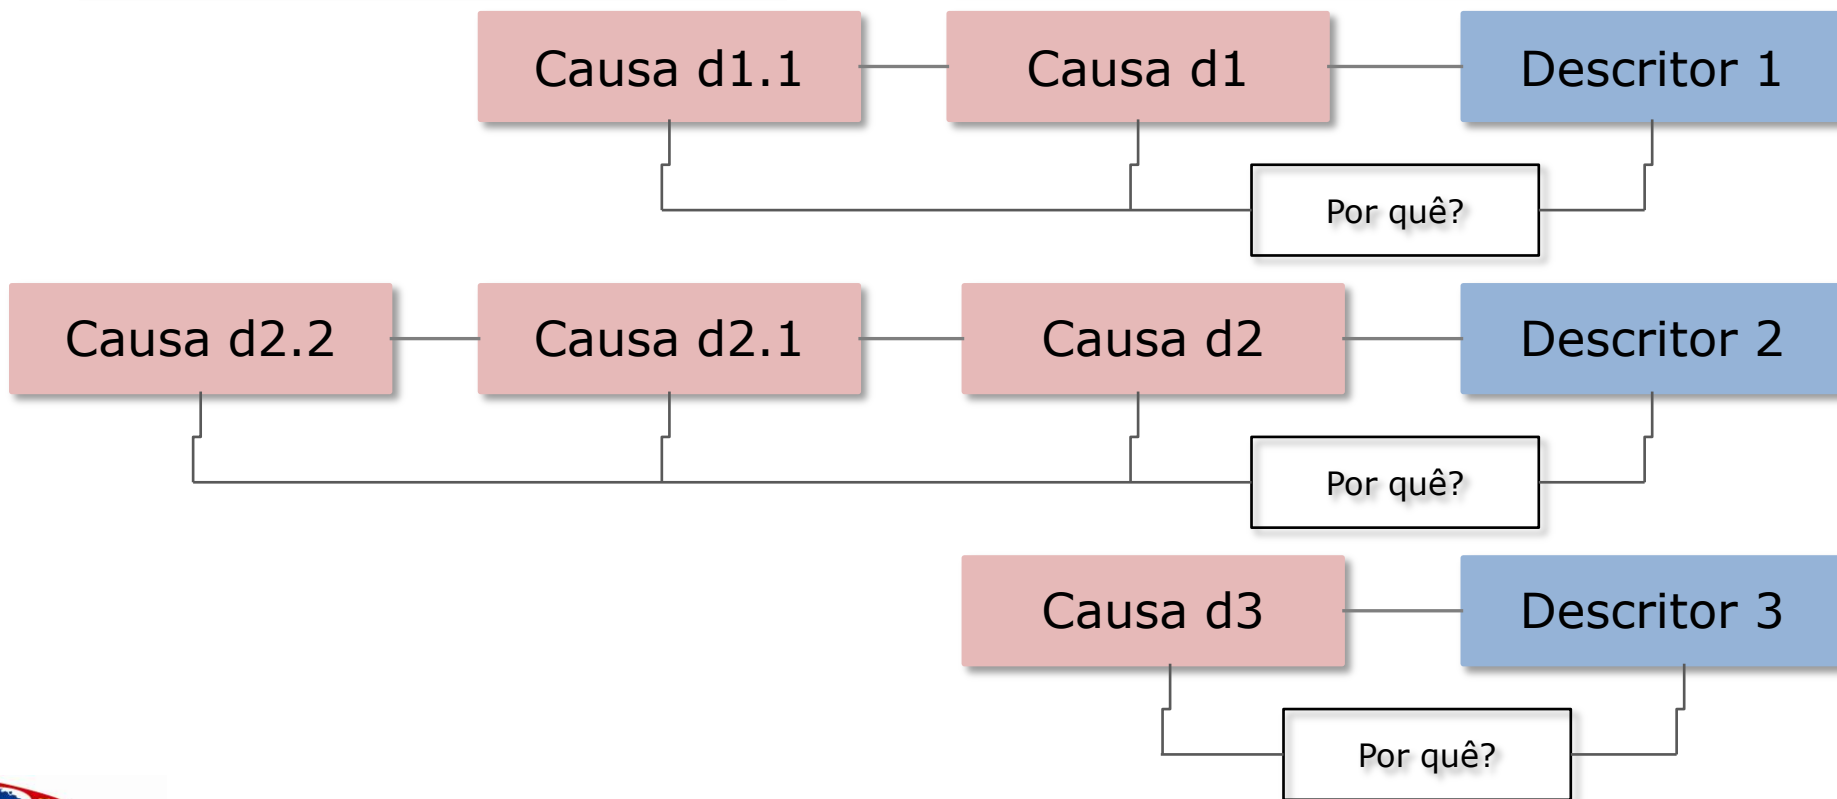 Causa d1.1
Causa d1
Descritor 1
Por quê?
Causa d2.2
Causa d2.1
Causa d2
Descritor 2
Por quê?
Causa d3
Descritor 3
Por quê?